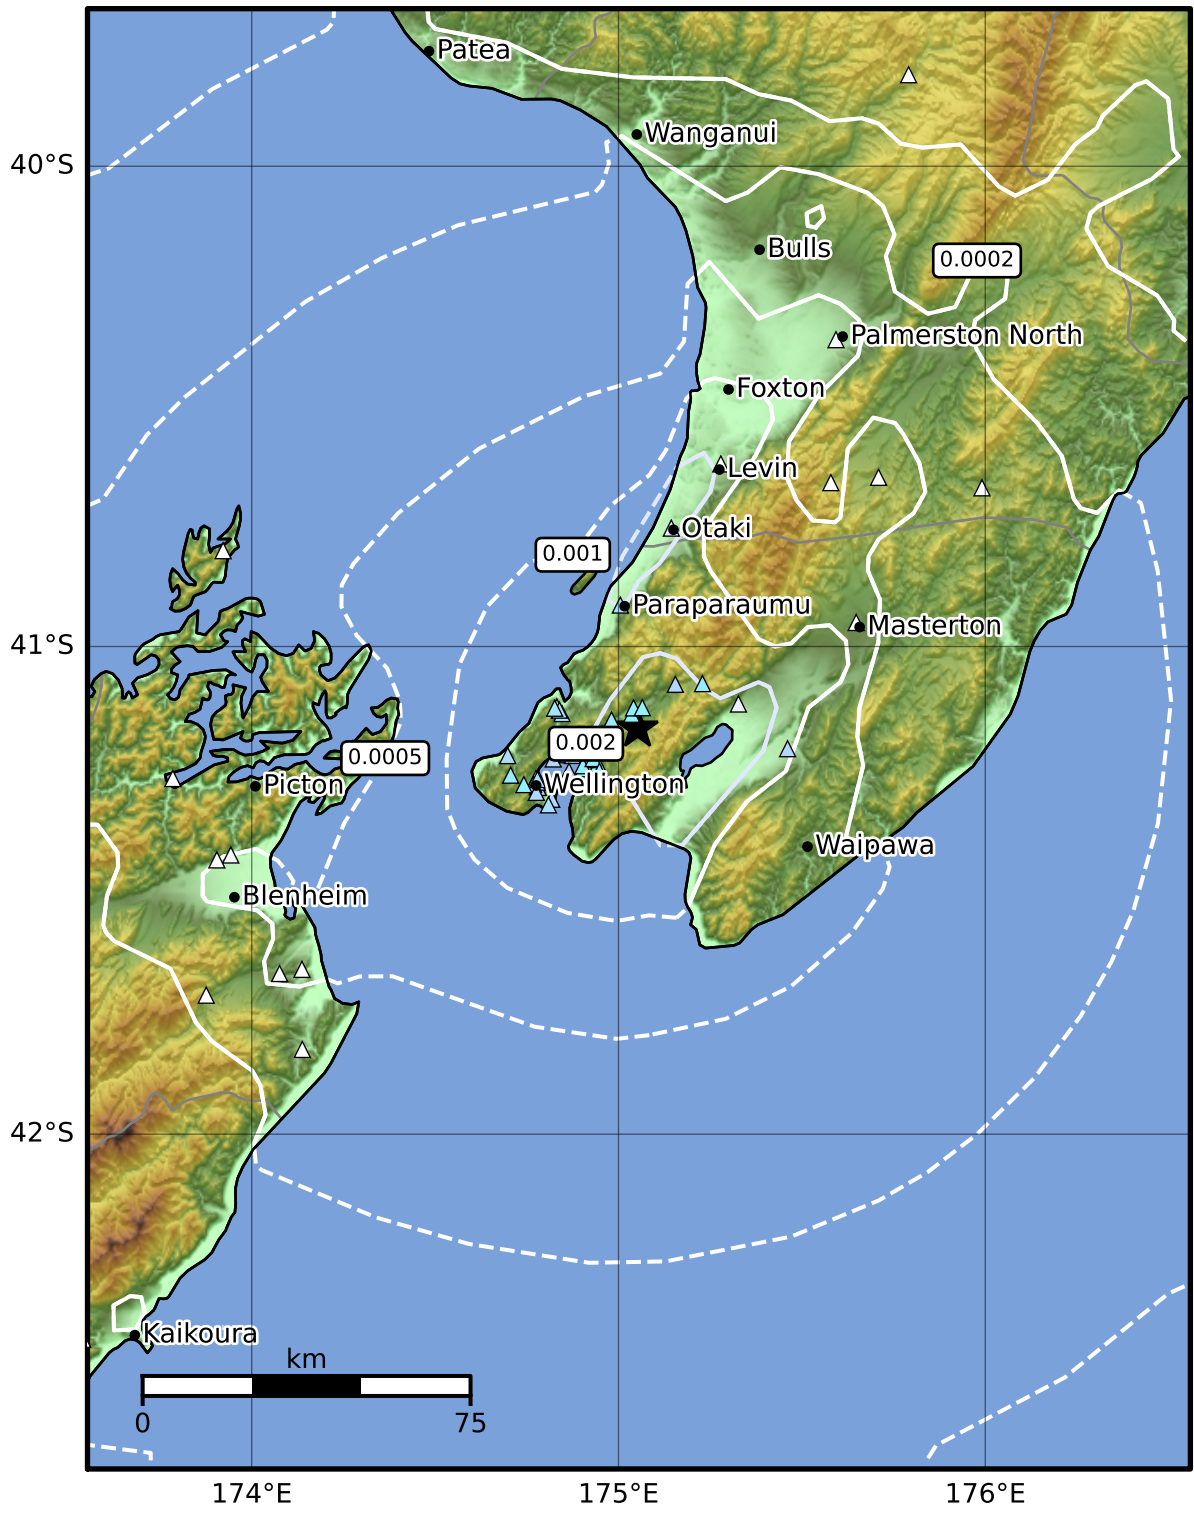 Patea
Wanganui
40°S
Bulls
0.0002
Palmerston North
Foxton
Levin
Otaki
0.001
Paraparaumu
Masterton
41°S
0.002
0.0005
Picton
Wellington
Waipawa
Blenheim
42°S
Kaikoura
km
0
75
174°E
175°E
176°E